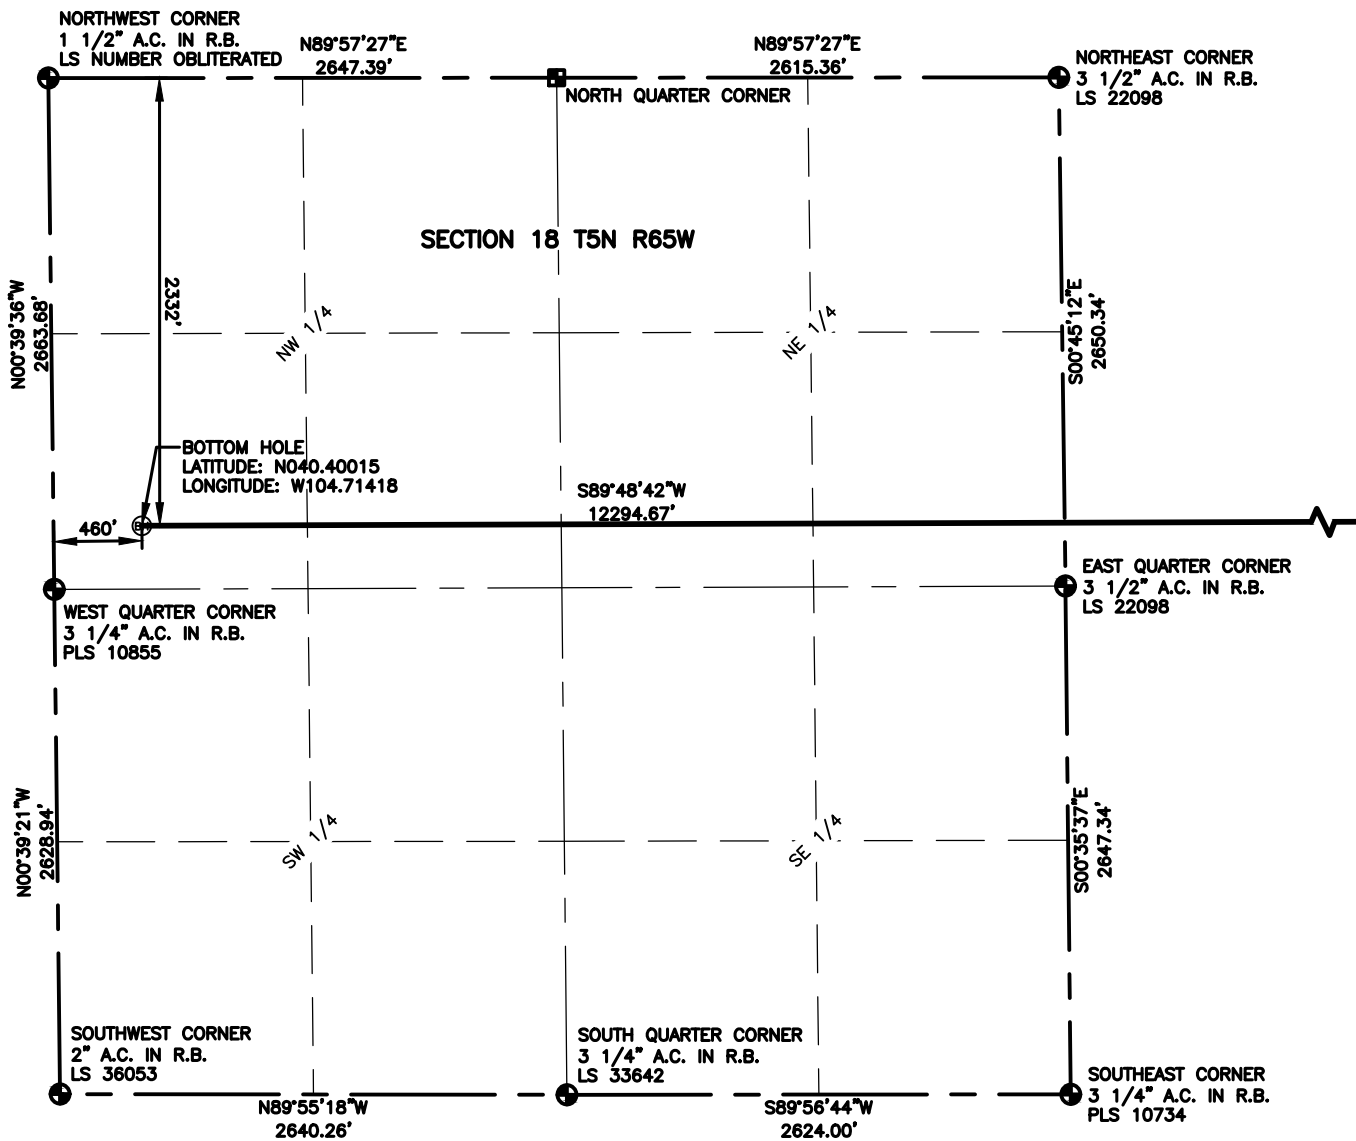 NORTHWEST CORNER
1 1/2" A.C. IN R.B.
LS NUMBER OBLITERATED
N89°57'27"E
2647.39'
N89°57'27"E
2615.36'
NORTHEAST CORNER
3 1/2" A.C. IN R.B.
LS 22098
NORTH QUARTER CORNER
SECTION 18 T5N R65W
N00°39'36"W
2663.68'
2332'
NW 1/4
NE 1/4
S00°45'12"E
2650.34'
BOTTOM HOLE
LATITUDE: N040.40015
LONGITUDE: W104.71418
460'
S89°48'42"W
12294.67'
WEST QUARTER CORNER
3 1/4" A.C. IN R.B.
PLS 10855
EAST QUARTER CORNER
3 1/2" A.C. IN R.B.
LS 22098
N00°39'21"W
2628.94'
SW 1/4
SE 1/4
S00°35'37"E
2647.34'
SOUTHWEST CORNER
2" A.C. IN R.B.
LS 36053
SOUTH QUARTER CORNER
3 1/4" A.C. IN R.B.
LS 33642
SOUTHEAST CORNER
3 1/4" A.C. IN R.B.
PLS 10734
N89°55'18"W
2640.26'
S89°56'44"W
2624.00'